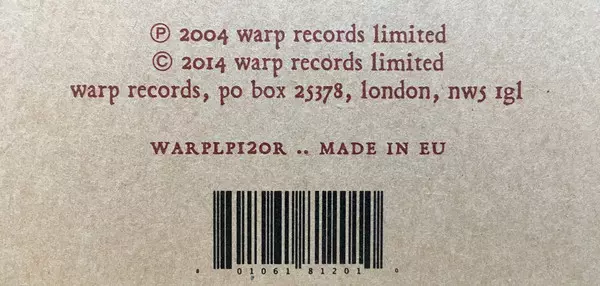 ℗ 2004 warp records limited
© 2014 warp records limited
warp records, po box 25378, london, nw5 1gl
WARPLP120R .. MADE IN EU
8 01061 81201 0